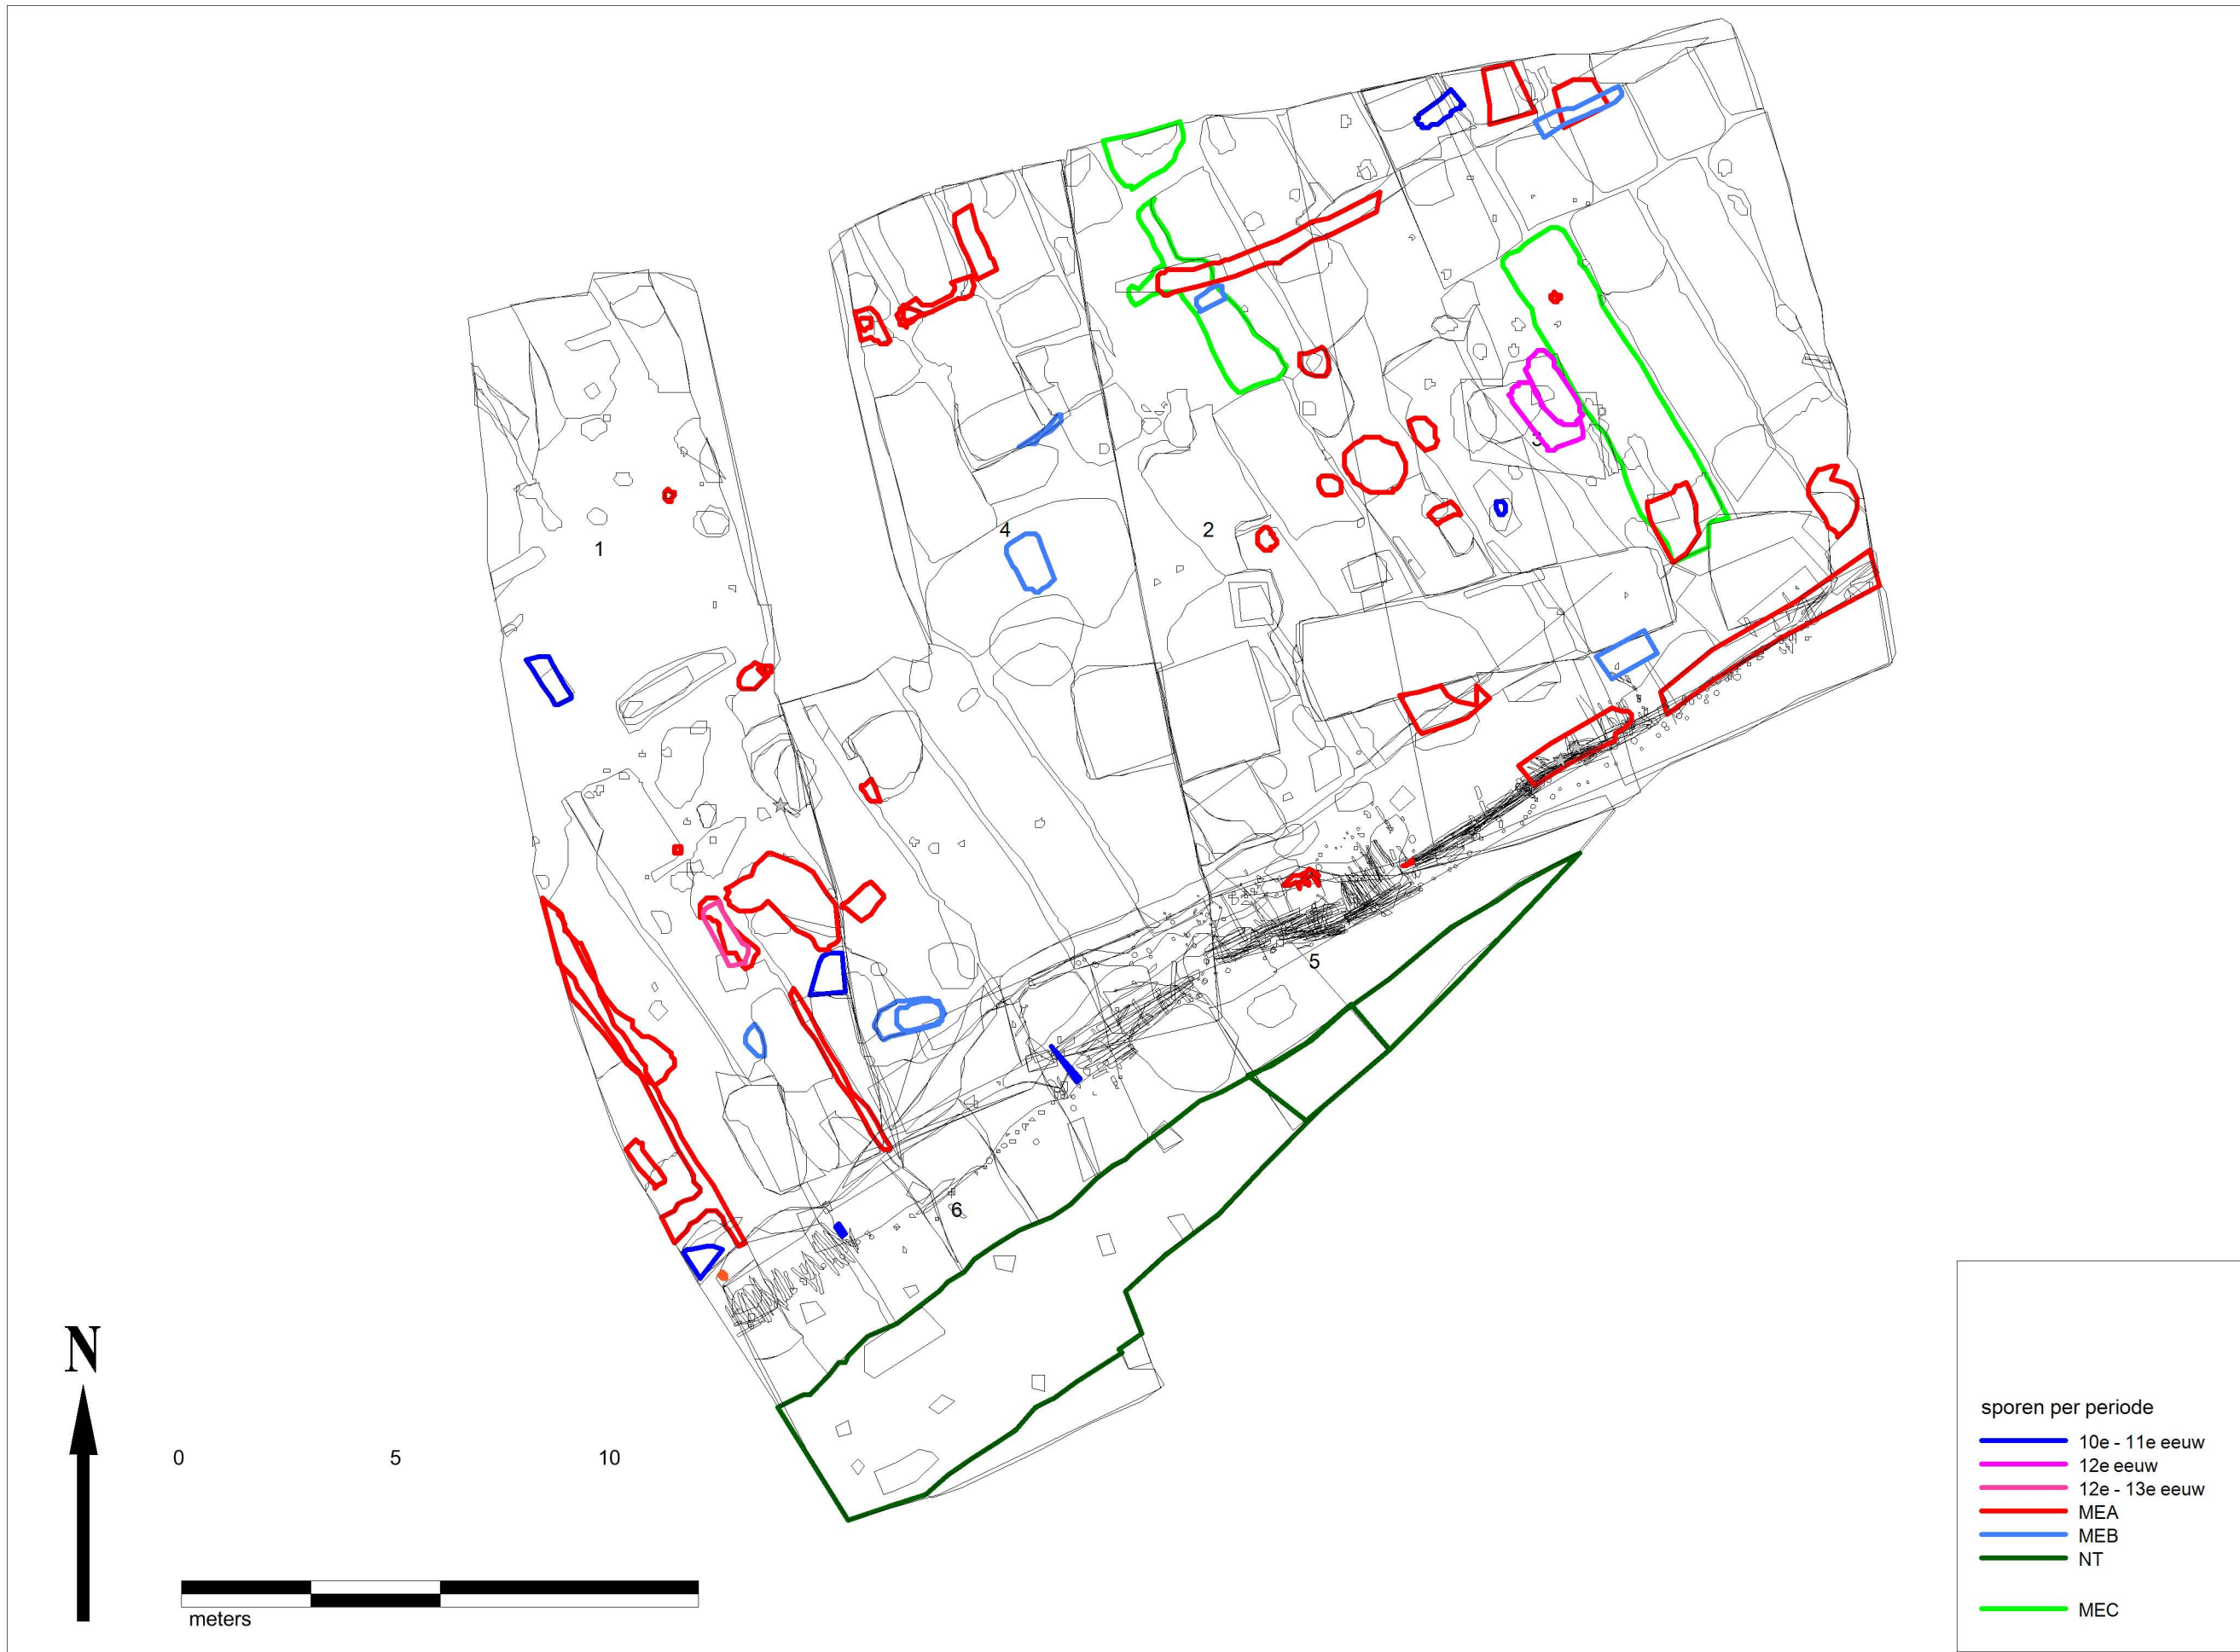 3
4
2
1
5
6
N
0 5 10
meters
sporen per periode
10e - 11e eeuw
12e eeuw
12e - 13e eeuw
MEA
MEB
NT
MEC